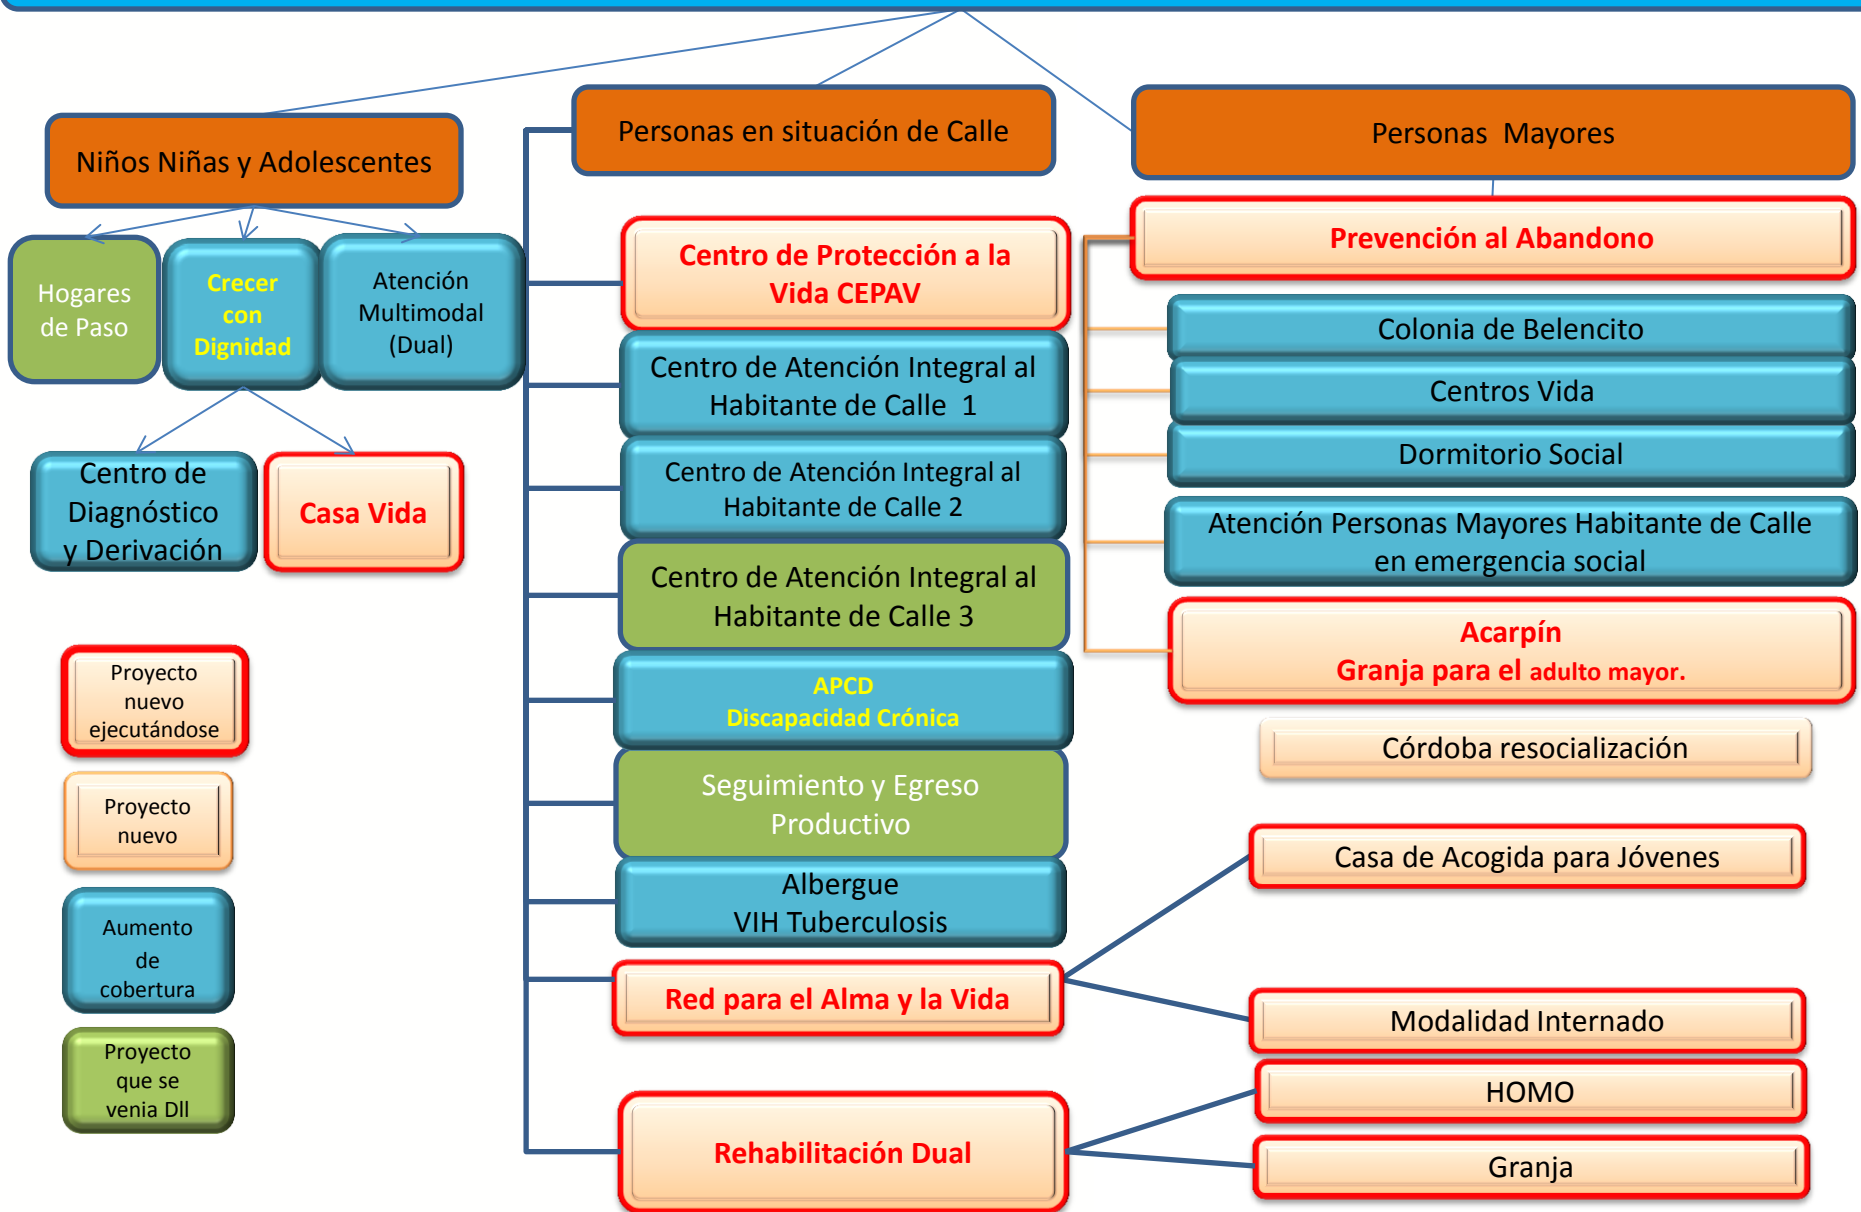 Niños Niñas y Adolescentes
Hogares
de Paso
Crecer
con
Dignidad
Atención
Multimodal
(Dual)
Centro de
Diagnóstico
y Derivación
Casa Vida
Proyecto
nuevo
ejecutándose
Proyecto
nuevo
Aumento
de
cobertura
Proyecto
que se
venia Dll
Personas en situación de Calle
Centro de Protección a la
Vida CEPAV
Centro de Atención Integral al
Habitante de Calle 1
Centro de Atención Integral al
Habitante de Calle 2
Centro de Atención Integral al
Habitante de Calle 3
APCD
Discapacidad Crónica
Seguimiento y Egreso
Productivo
Albergue
VIH Tuberculosis
Red para el Alma y la Vida
Rehabilitación Dual
Personas Mayores
Prevención al Abandono
Colonia de Belencito
Centros Vida
Dormitorio Social
Atención Personas Mayores Habitante de Calle
en emergencia social
Acarpín
Granja para el adulto mayor.
Córdoba resocialización
Casa de Acogida para Jóvenes
Modalidad Internado
HOMO
Granja